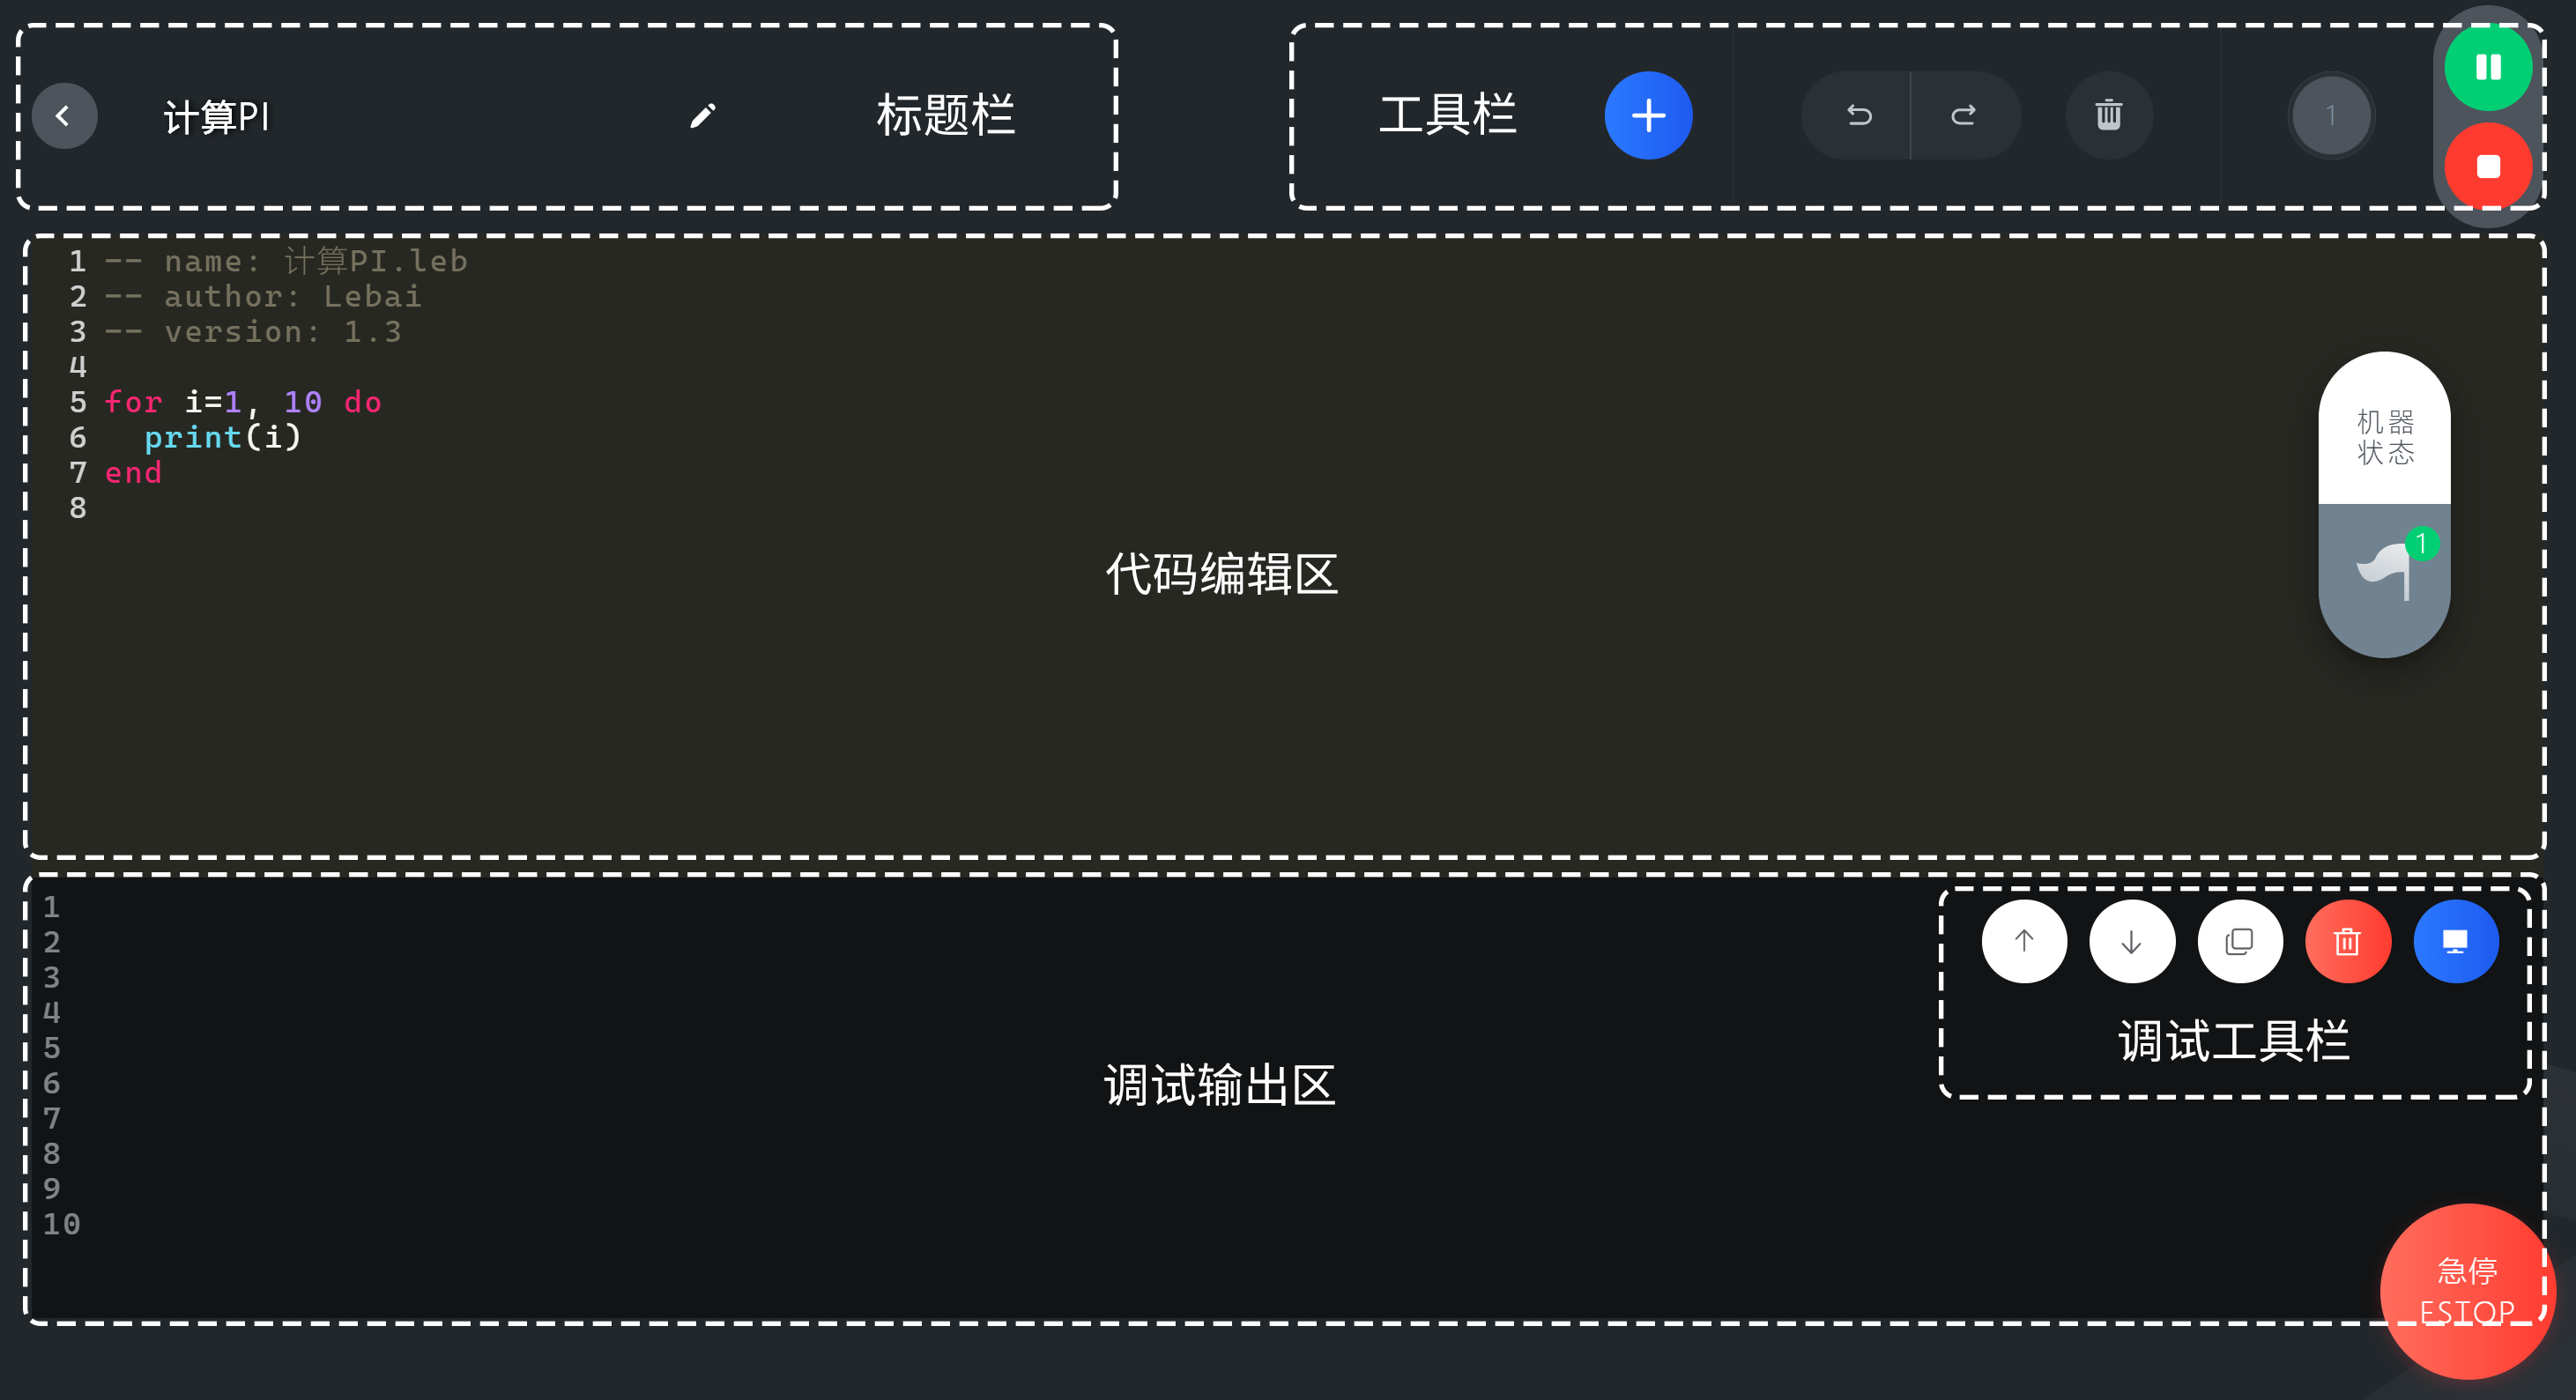 计算PI
标题栏
工具栏
1
1 -- name: 计算PI.leb
2 -- author: Lebai
3 -- version: 1.3
4
5 for i=1, 10 do
6   print(i)
7 end
8
机器
状态
1
代码编辑区
1
2
3
4
5
6
7
8
9
10
调试工具栏
调试输出区
急停
ESTOP